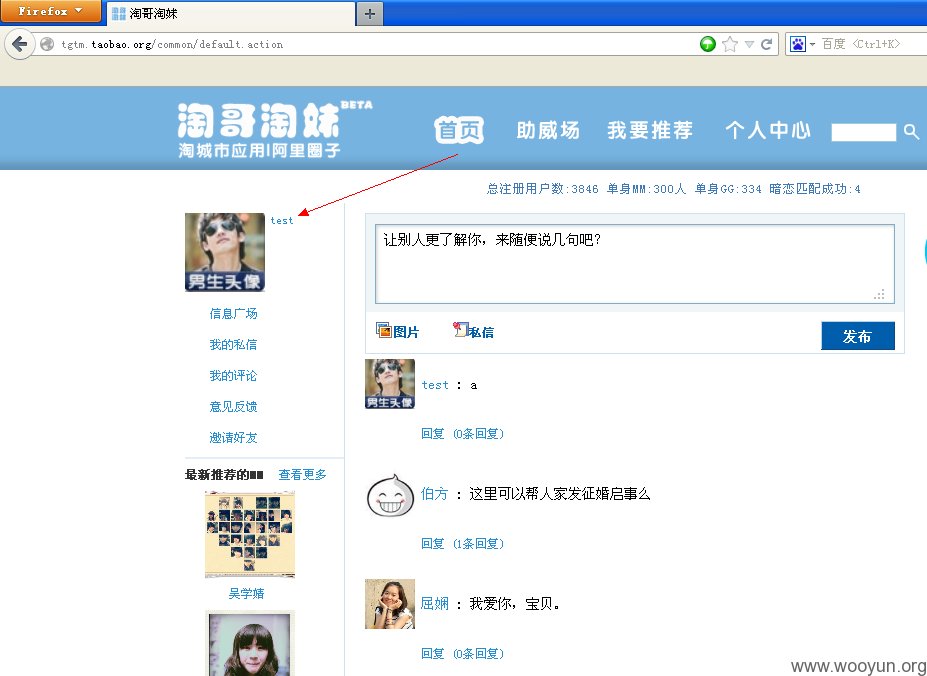 Firefox
淘哥淘妹
tgtm.taobao.org/common/default.action
百度 <Ctrl+K>
淘哥淘妹 BETA
淘城市应用|阿里圈子
首页 助威场 我要推荐 个人中心
总注册用户数:3846 单身MM:300人 单身GG:334 暗恋匹配成功:4
test
男生头像
让别人更了解你，来随便说几句吧？
图片 私信 发布
信息广场
我的私信
我的评论
意见反馈
邀请好友
最新推荐的■■ 查看更多
吴学婧
男生头像
test : a
回复 (0条回复)
伯方 : 这里可以帮人家发征婚启事么
回复 (1条回复)
屈娴 : 我爱你，宝贝。
回复 (0条回复)
www.wooyun.org